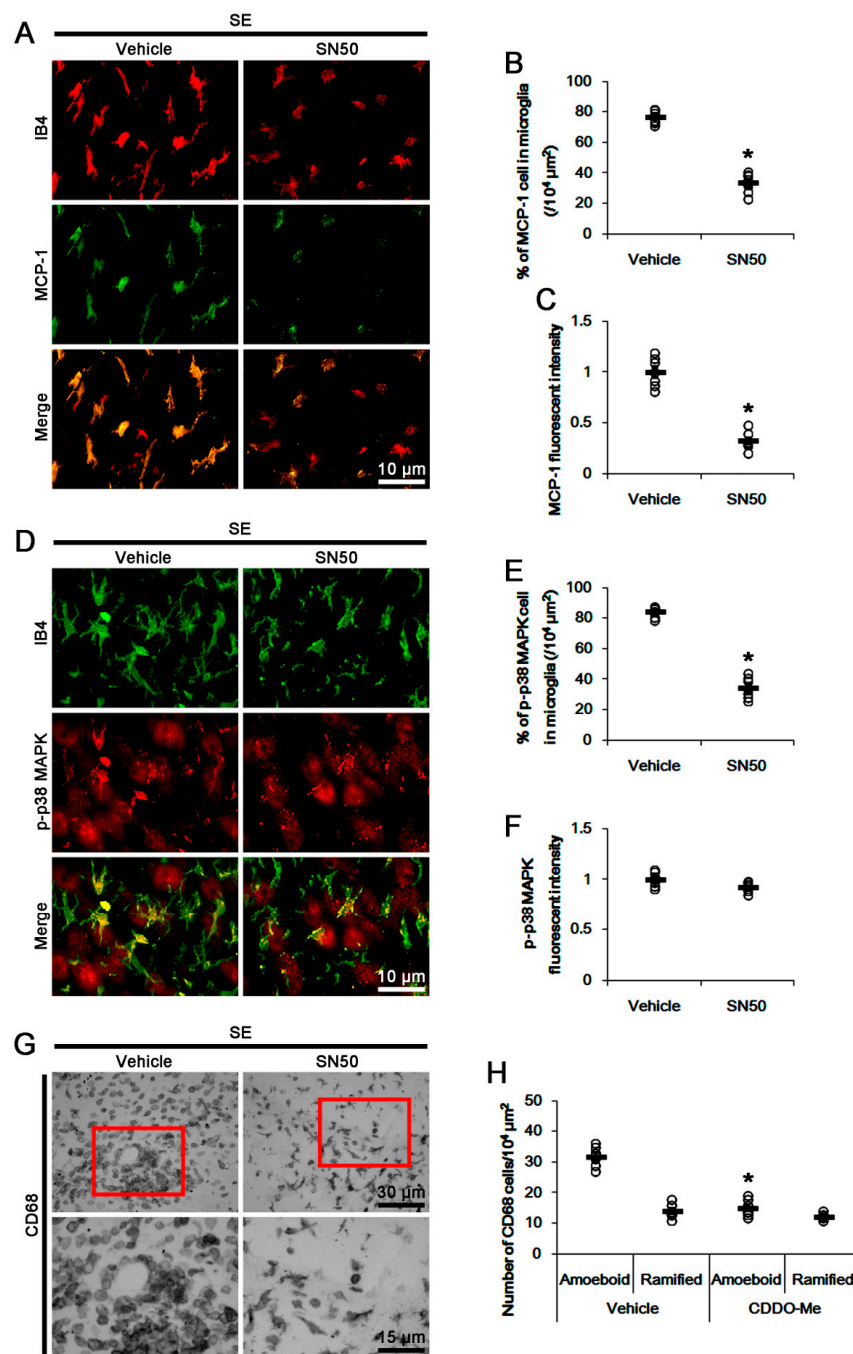 A
SE
Vehicle
SN50
IB4
MCP-1
Merge
10 µm
B
% of MCP-1 cell in microglia
(/10⁴ µm²)
100
80
60
40
20
0
*
Vehicle
SN50
C
MCP-1 fluorescent intensity
1.5
1
0.5
0
*
Vehicle
SN50
D
SE
Vehicle
SN50
IB4
p-p38 MAPK
Merge
10 µm
E
% of p-p38 MAPK cell
in microglia (/10⁴ µm²)
100
80
60
40
20
0
*
Vehicle
SN50
F
p-p38 MAPK
fluorescent intensity
1.5
1
0.5
0
Vehicle
SN50
G
SE
Vehicle
SN50
CD68
30 µm
15 µm
H
Number of CD68 cells/10⁴ µm²
50
40
30
20
10
0
*
Amoeboid Ramified Amoeboid Ramified
Vehicle CDDO-Me